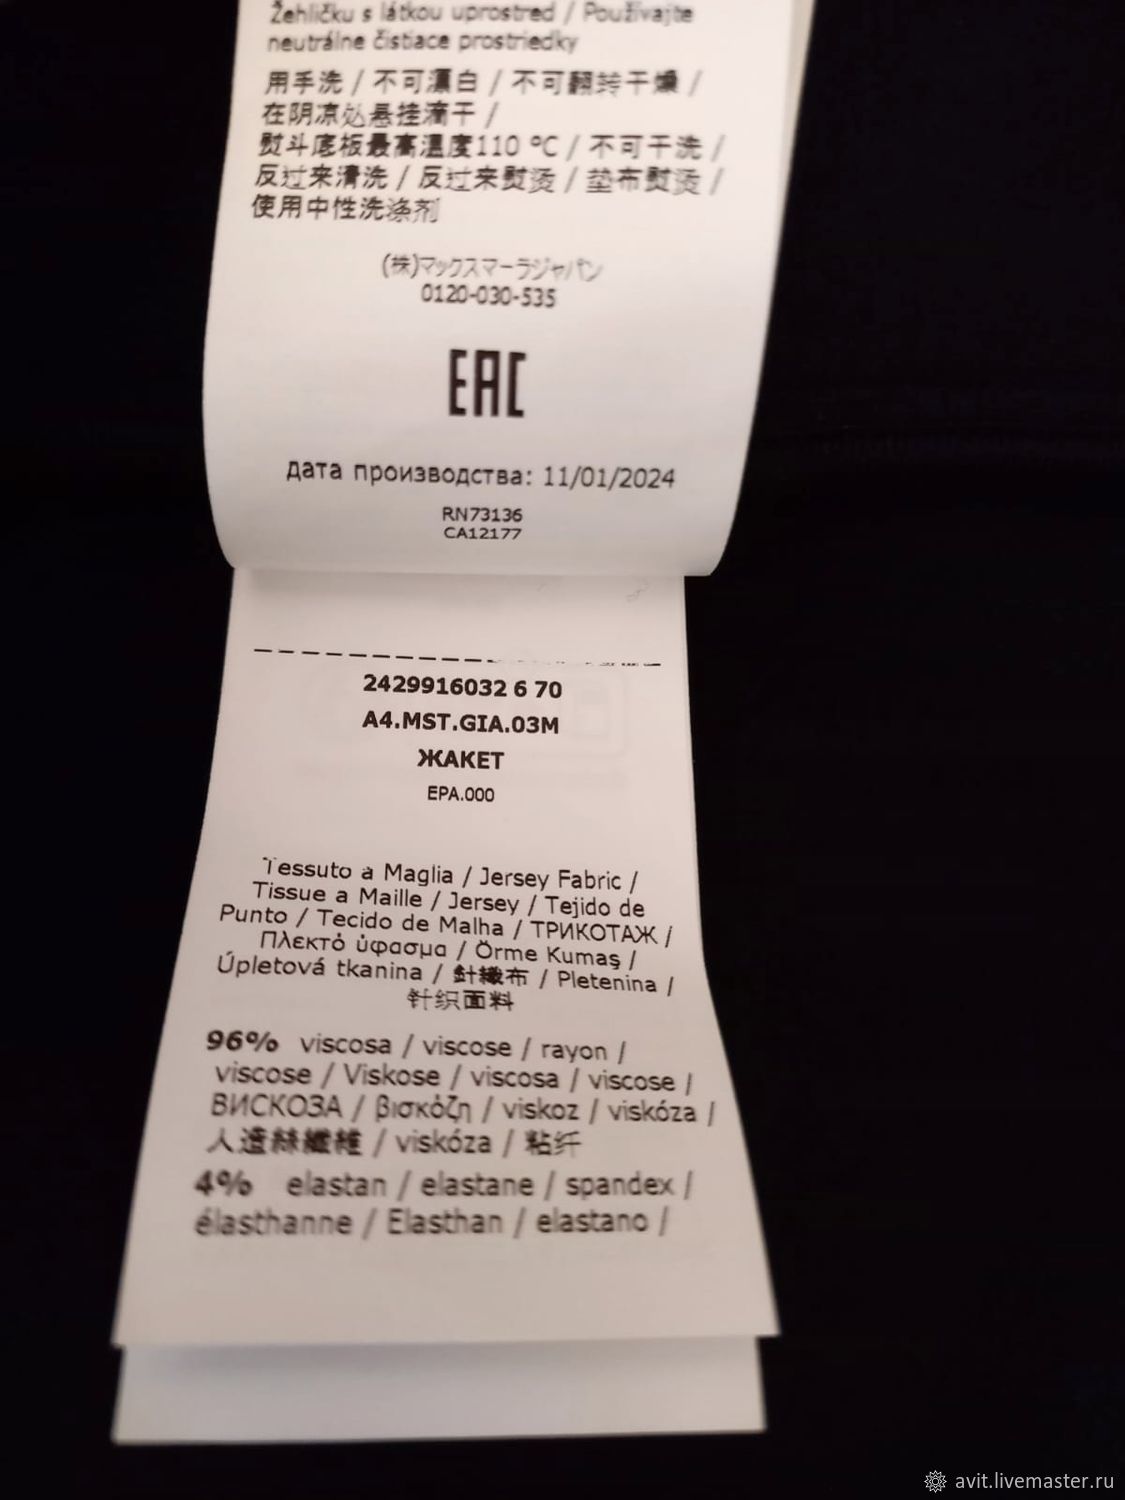 Žehličku s látkou uprostred / Používajte
neutrálne čistiace prostriedky
用手洗 / 不可漂白 / 不可翻转干燥 /
在阴凉处悬挂滴干 /
熨斗底板最高温度110 ºC / 不可干洗 /
反过来清洗 / 反过来熨烫 / 垫布熨烫 /
使用中性洗涤剂
(株)マックスマーラジャパン
0120-030-535
EAC
дата производства: 11/01/2024
RN73136
CA12177
2429916032 6 70
A4.MST.GIA.03M
ЖАКЕТ
EPA.000
Tessuto a Maglia / Jersey Fabric /
Tissue a Maille / Jersey / Tejido de
Punto / Tecido de Malha / ТРИКОТАЖ /
Πλεκτό ύφασμα / Örme Kumaş /
Úpletová tkanina / 針織布 / Pletenina /
针织面料
96% viscosa / viscose / rayon /
viscose / Viskose / viscosa / viscose /
ВИСКОЗА / βισκόζη / viskoz / viskóza /
人造絲纖維 / viskóza / 粘纤
4% elastan / elastane / spandex /
élasthanne / Elasthan / elastano /
avit.livemaster.ru